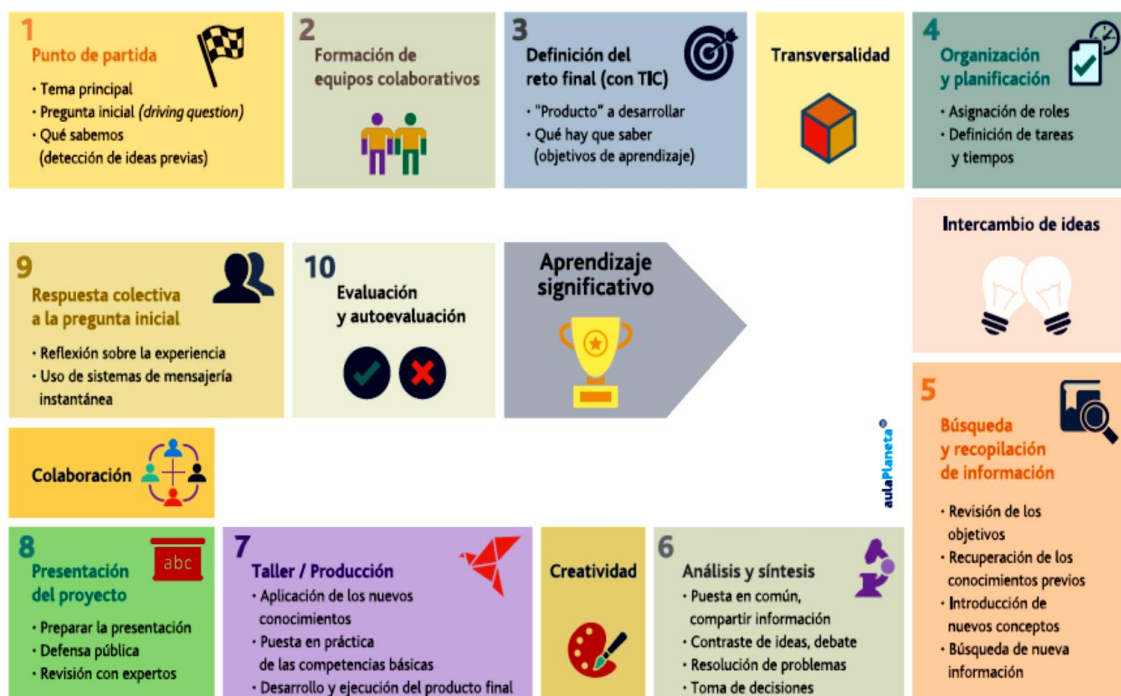 1
Punto de partida
· Tema principal
· Pregunta inicial (driving question)
· Qué sabemos
(detección de ideas previas)
2
Formación de
equipos colaborativos
3
Definición del
reto final (con TIC)
· "Producto" a desarrollar
· Qué hay que saber
(objetivos de aprendizaje)
Transversalidad
4
Organización
y planificación
· Asignación de roles
· Definición de tareas
y tiempos
Intercambio de ideas
5
Búsqueda
y recopilación
de información
· Revisión de los
objetivos
· Recuperación de los
conocimientos previos
· Introducción de
nuevos conceptos
· Búsqueda de nueva
información
6
Análisis y síntesis
· Puesta en común,
compartir información
· Contraste de ideas, debate
· Resolución de problemas
· Toma de decisiones
Creatividad
7
Taller / Producción
· Aplicación de los nuevos
conocimientos
· Puesta en práctica
de las competencias básicas
· Desarrollo y ejecución del producto final
8
abc
Presentación
del proyecto
· Preparar la presentación
· Defensa pública
· Revisión con expertos
Colaboración
9
Respuesta colectiva
a la pregunta inicial
· Reflexión sobre la experiencia
· Uso de sistemas de mensajería
instantánea
10
Evaluación
y autoevaluación
Aprendizaje
significativo
aulaPlaneta